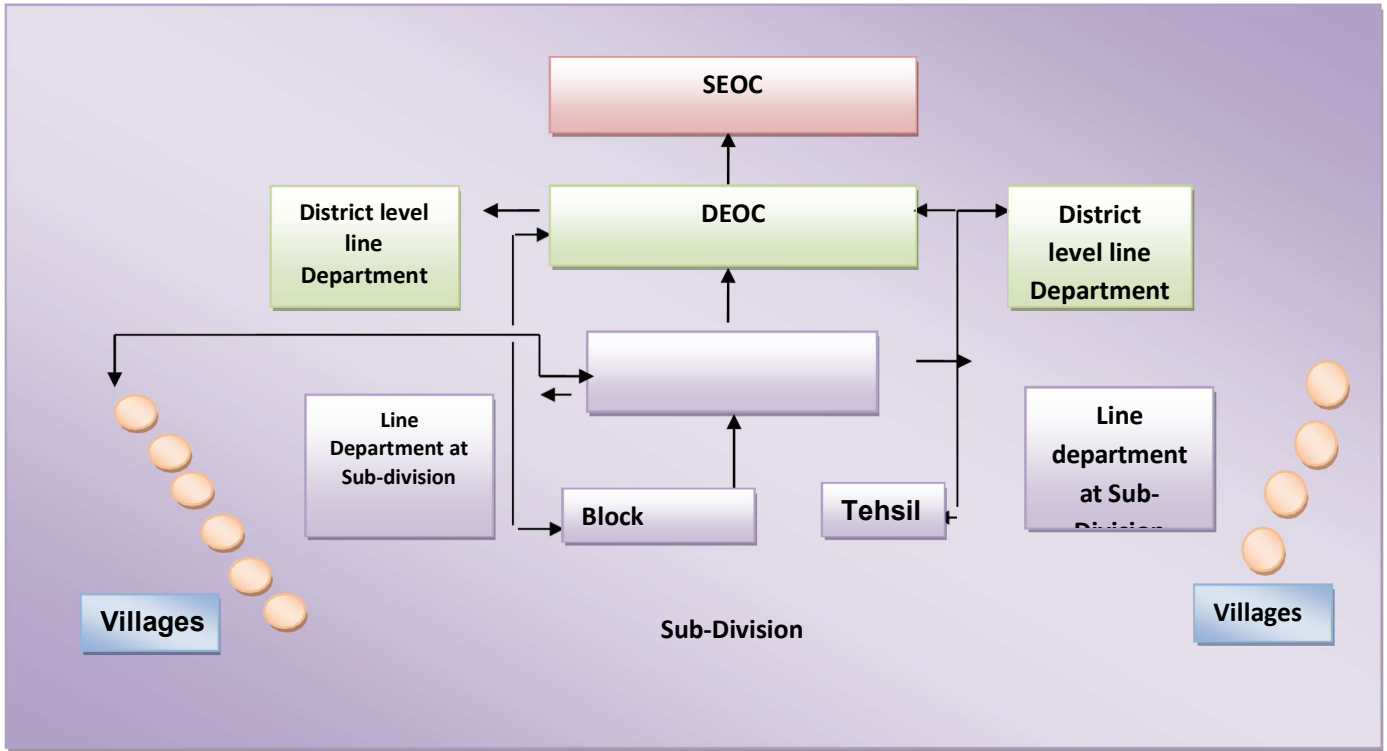 SEOC
District level
line
Department
DEOC
District
level line
Department
Line
Department at
Sub-division
Line
department
at Sub-
Division
Block
Tehsil
Villages
Sub-Division
Villages